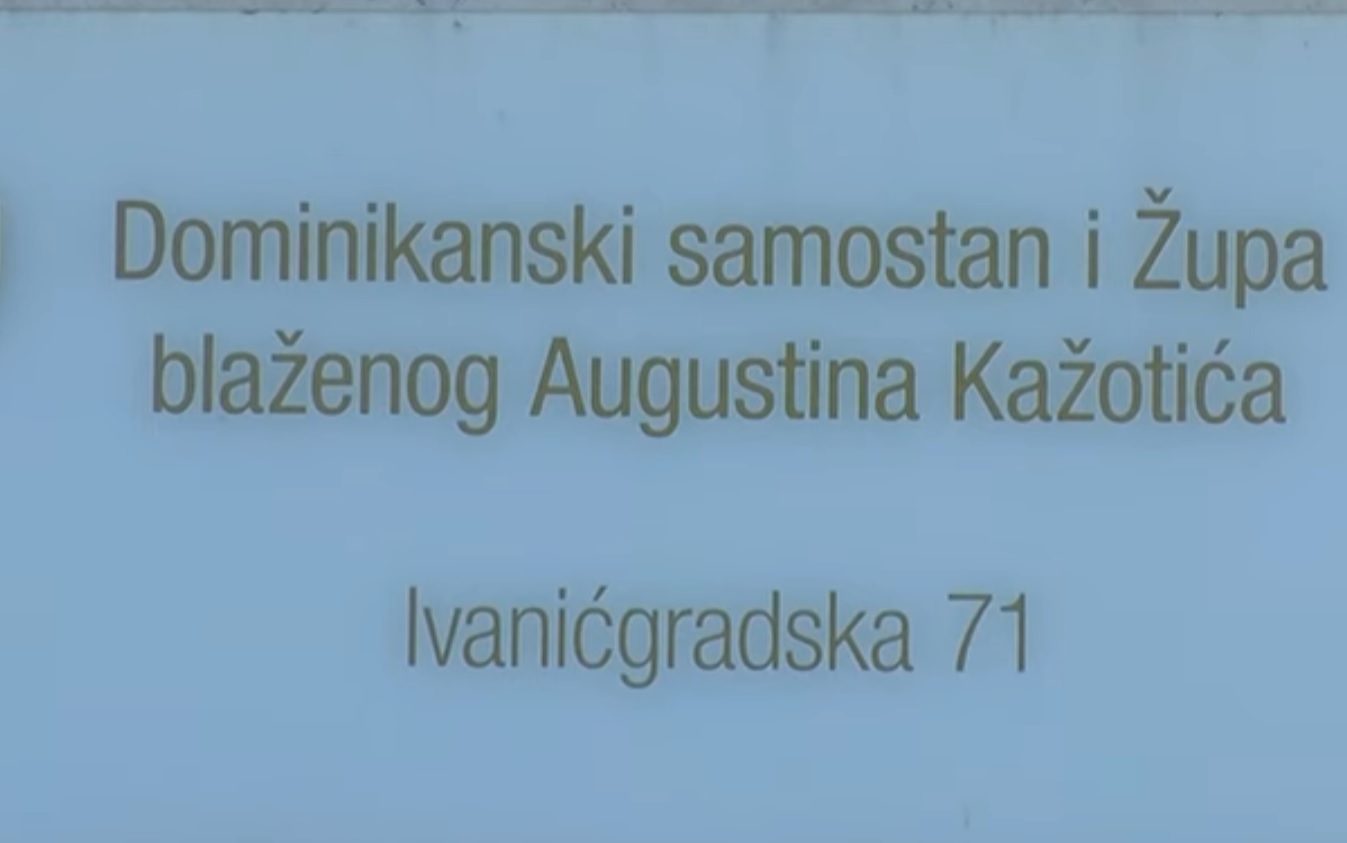 Dominikanski samostan i Župa
blaženog Augustina Kažotića
Ivanićgradska 71